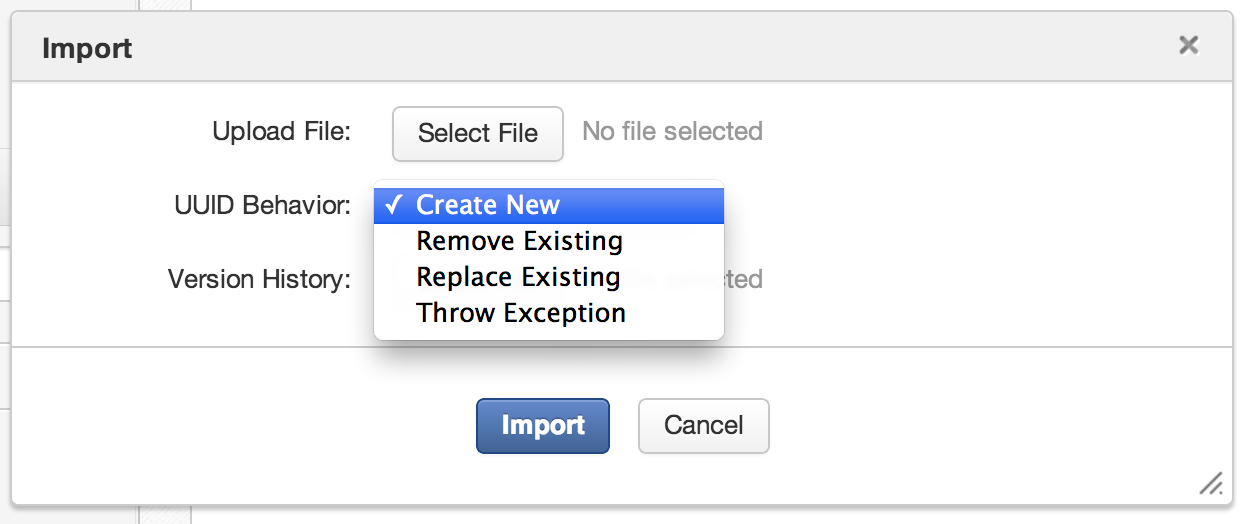 Import
Upload File: Select File No file selected
UUID Behavior: ✓ Create New
Remove Existing
Replace Existing
Version History: selected
Throw Exception
Import Cancel